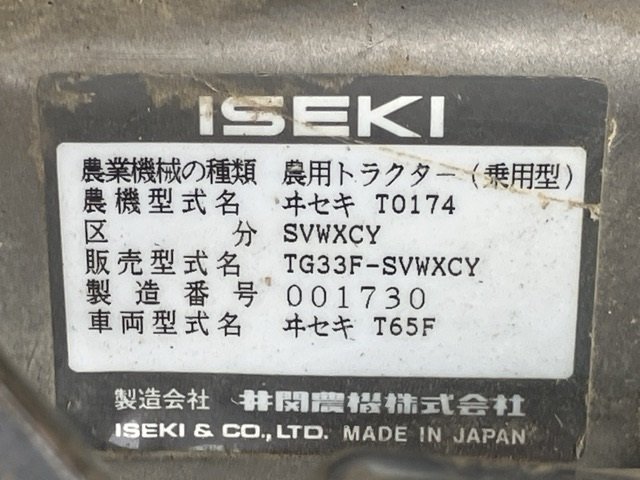 ISEKI
農業機械の種類 農用トラクター(乗用型)
農機型式名 ヰセキ T0174
区分 SVWXCY
販売型式名 TG33F-SVWXCY
製造番号 001730
車両型式名 ヰセキ T65F
製造会社 井関農機株式会社
ISEKI & CO., LTD. MADE IN JAPAN